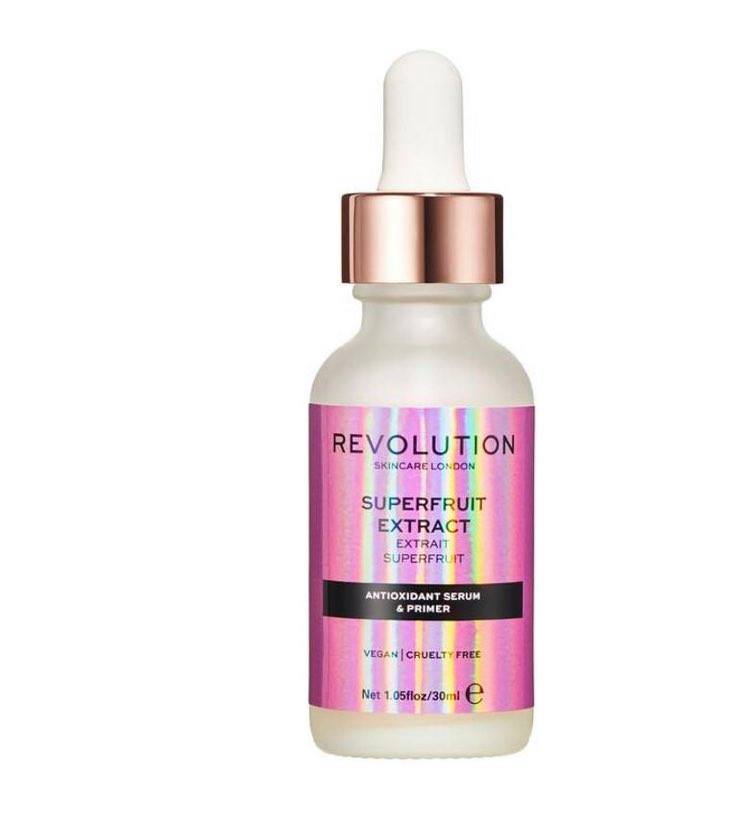 REVOLUTION
SKINCARE LONDON
SUPERFRUIT
EXTRACT
EXTRAIT
SUPERFRUIT
ANTIOXIDANT SERUM
& PRIMER
VEGAN | CRUELTY FREE
Net 1.05floz/30ml ℮